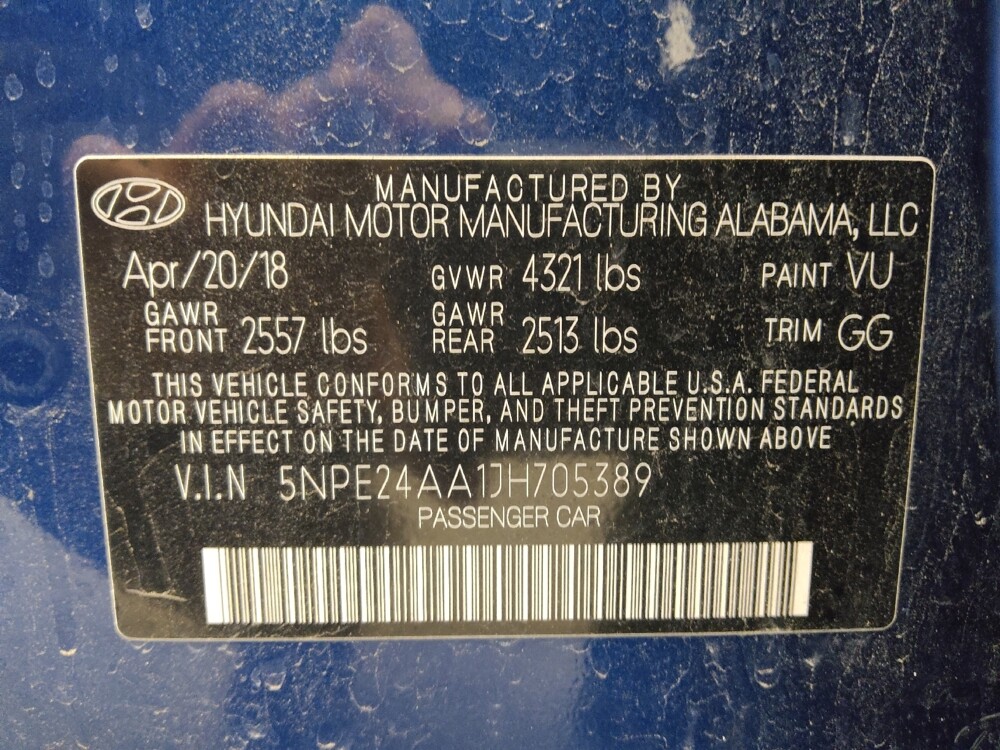 MANUFACTURED BY
HYUNDAI MOTOR MANUFACTURING ALABAMA, LLC
Apr/20/18 GVWR 4321 lbs PAINT VU
GAWR FRONT 2557 lbs GAWR REAR 2513 lbs TRIM GG
THIS VEHICLE CONFORMS TO ALL APPLICABLE U.S.A. FEDERAL
MOTOR VEHICLE SAFETY, BUMPER, AND THEFT PREVENTION STANDARDS
IN EFFECT ON THE DATE OF MANUFACTURE SHOWN ABOVE
V.I.N 5NPE24AA1JH705389
PASSENGER CAR